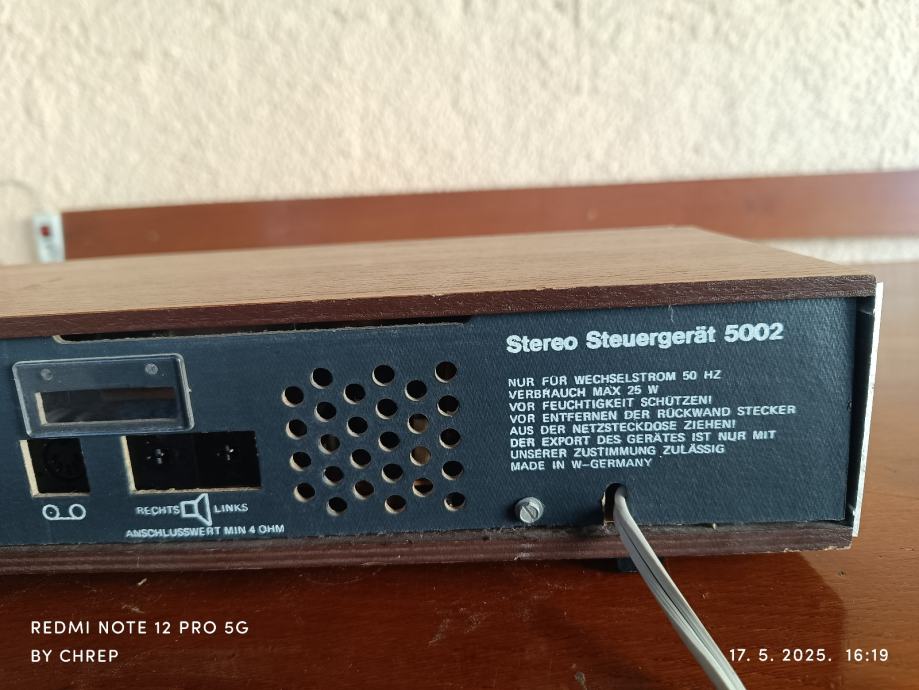 Stereo Steuergerät 5002
NUR FÜR WECHSELSTROM 50 HZ
VERBRAUCH MAX 25 W
VOR FEUCHTIGKEIT SCHÜTZEN!
VOR ENTFERNEN DER RÜCKWAND STECKER
AUS DER NETZSTECKDOSE ZIEHEN!
DER EXPORT DES GERÄTES IST NUR MIT
UNSERER ZUSTIMMUNG ZULÄSSIG
MADE IN W-GERMANY
RECHTS LINKS
ANSCHLUSSWERT MIN 4 OHM
REDMI NOTE 12 PRO 5G
BY CHREP
17. 5. 2025. 16:19